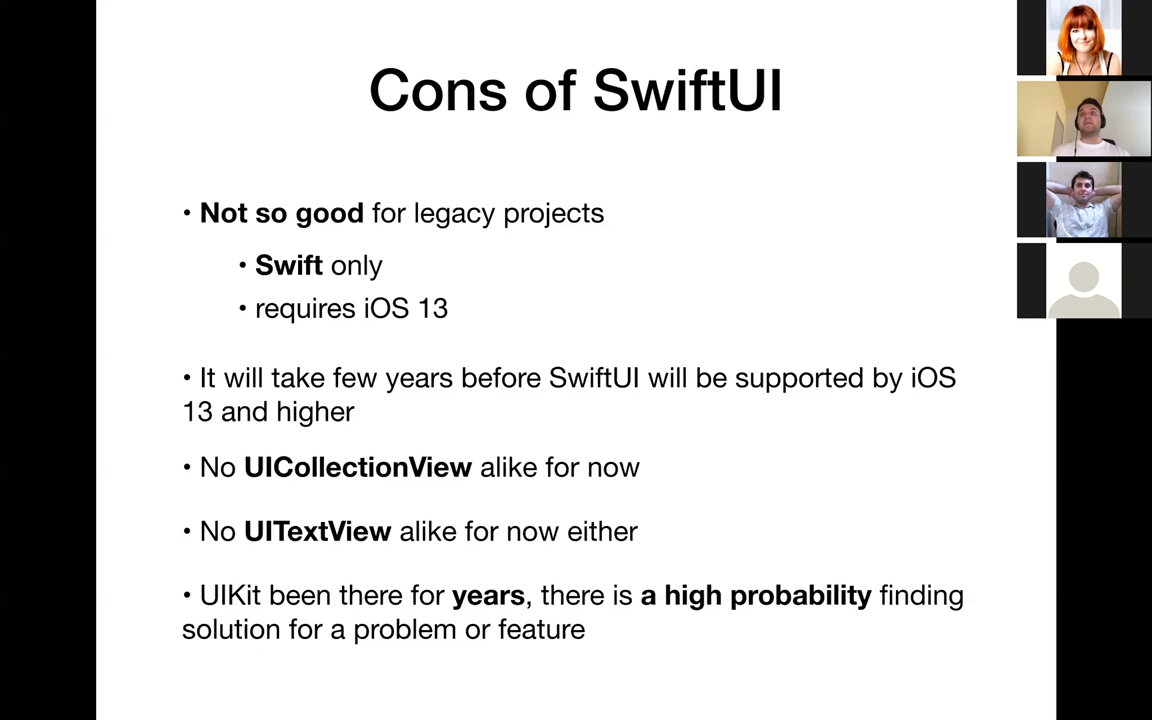 Cons of SwiftUI
• Not so good for legacy projects
• Swift only
• requires iOS 13
• It will take few years before SwiftUI will be supported by iOS
13 and higher
• No UICollectionView alike for now
• No UITextView alike for now either
• UIKit been there for years, there is a high probability finding
solution for a problem or feature